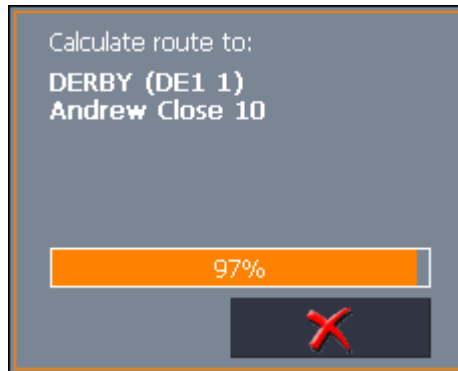 Calculate route to:
DERBY (DE1 1)
Andrew Close 10
97%